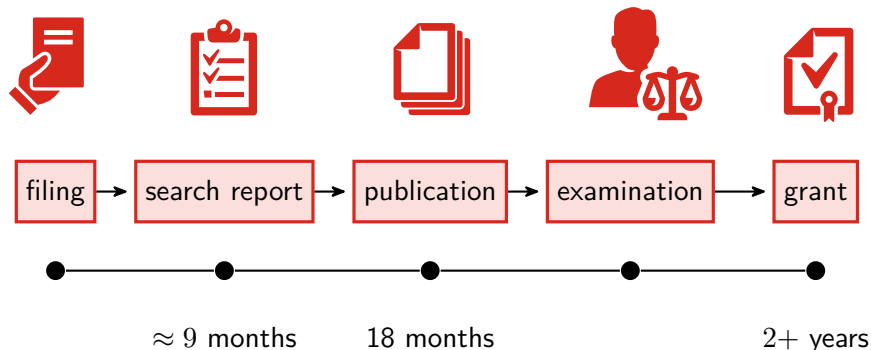 filing search report publication examination grant
≈ 9 months 18 months 2+ years